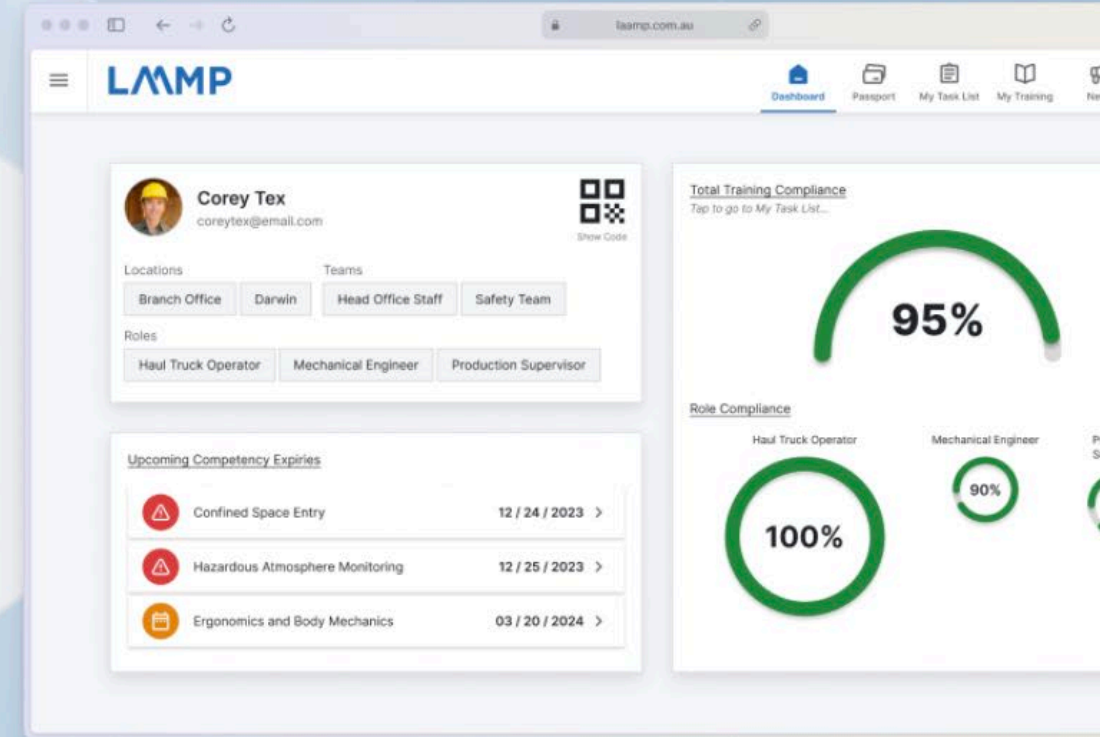 laamp.com.au
LAAMP
Dashboard
Passport
My Task List
My Training
Corey Tex
coreytex@email.com
Show Code
Locations
Teams
Branch Office
Darwin
Head Office Staff
Safety Team
Roles
Haul Truck Operator
Mechanical Engineer
Production Supervisor
Upcoming Competency Expiries
Confined Space Entry
12 / 24 / 2023
Hazardous Atmosphere Monitoring
12 / 25 / 2023
Ergonomics and Body Mechanics
03 / 20 / 2024
Total Training Compliance
Tap to go to My Task List...
95%
Role Compliance
Haul Truck Operator
Mechanical Engineer
100%
90%